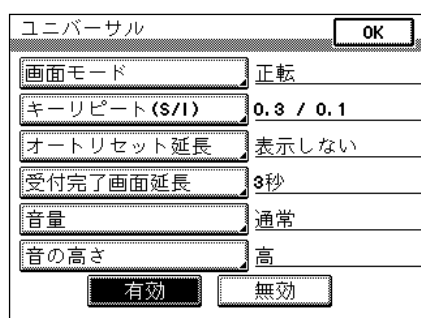 ユニバーサル OK
画面モード 正転
キーリピート(S/I) 0.3 / 0.1
オートリセット延長 表示しない
受付完了画面延長 3秒
音量 通常
音の高さ 高
有効 無効